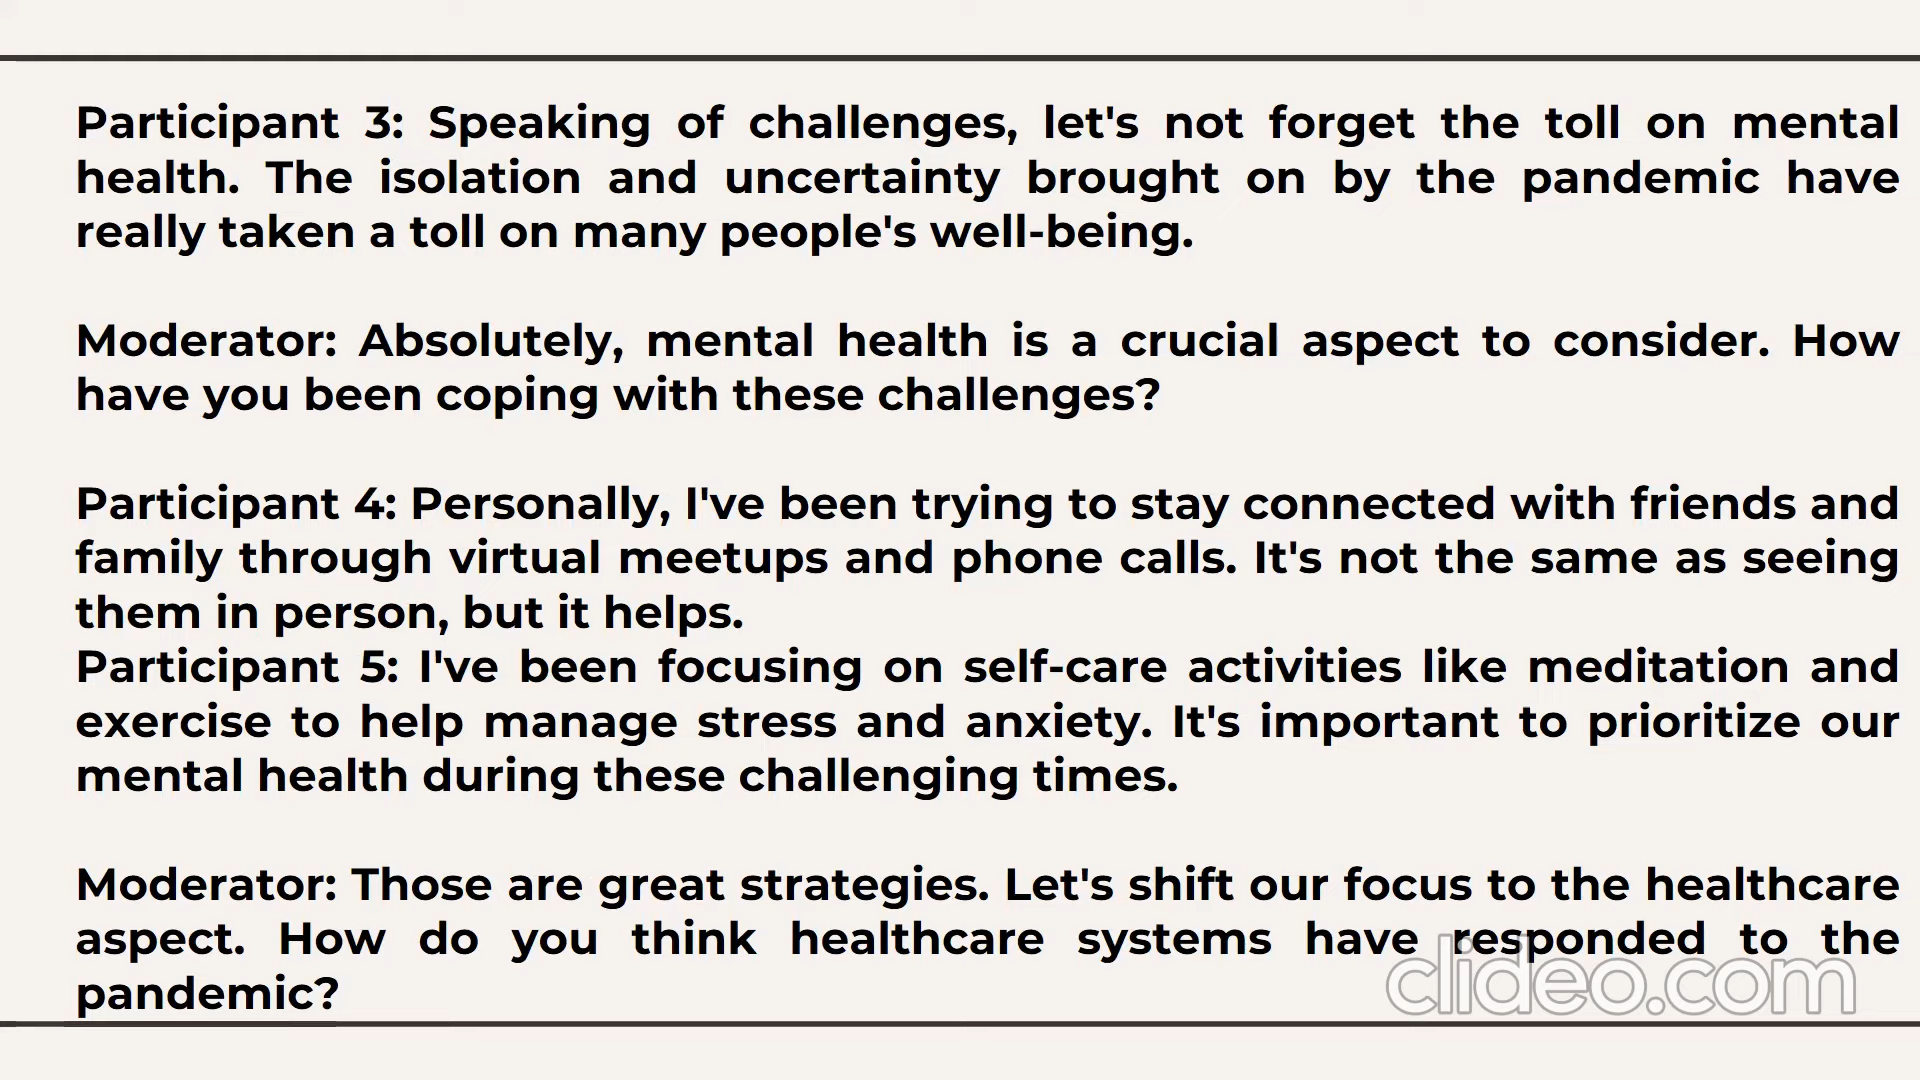 Participant 3: Speaking of challenges, let's not forget the toll on mental
health. The isolation and uncertainty brought on by the pandemic have
really taken a toll on many people's well-being.
Moderator: Absolutely, mental health is a crucial aspect to consider. How
have you been coping with these challenges?
Participant 4: Personally, I've been trying to stay connected with friends and
family through virtual meetups and phone calls. It's not the same as seeing
them in person, but it helps.
Participant 5: I've been focusing on self-care activities like meditation and
exercise to help manage stress and anxiety. It's important to prioritize our
mental health during these challenging times.
Moderator: Those are great strategies. Let's shift our focus to the healthcare
aspect. How do you think healthcare systems have responded to the
pandemic?
clideo.com